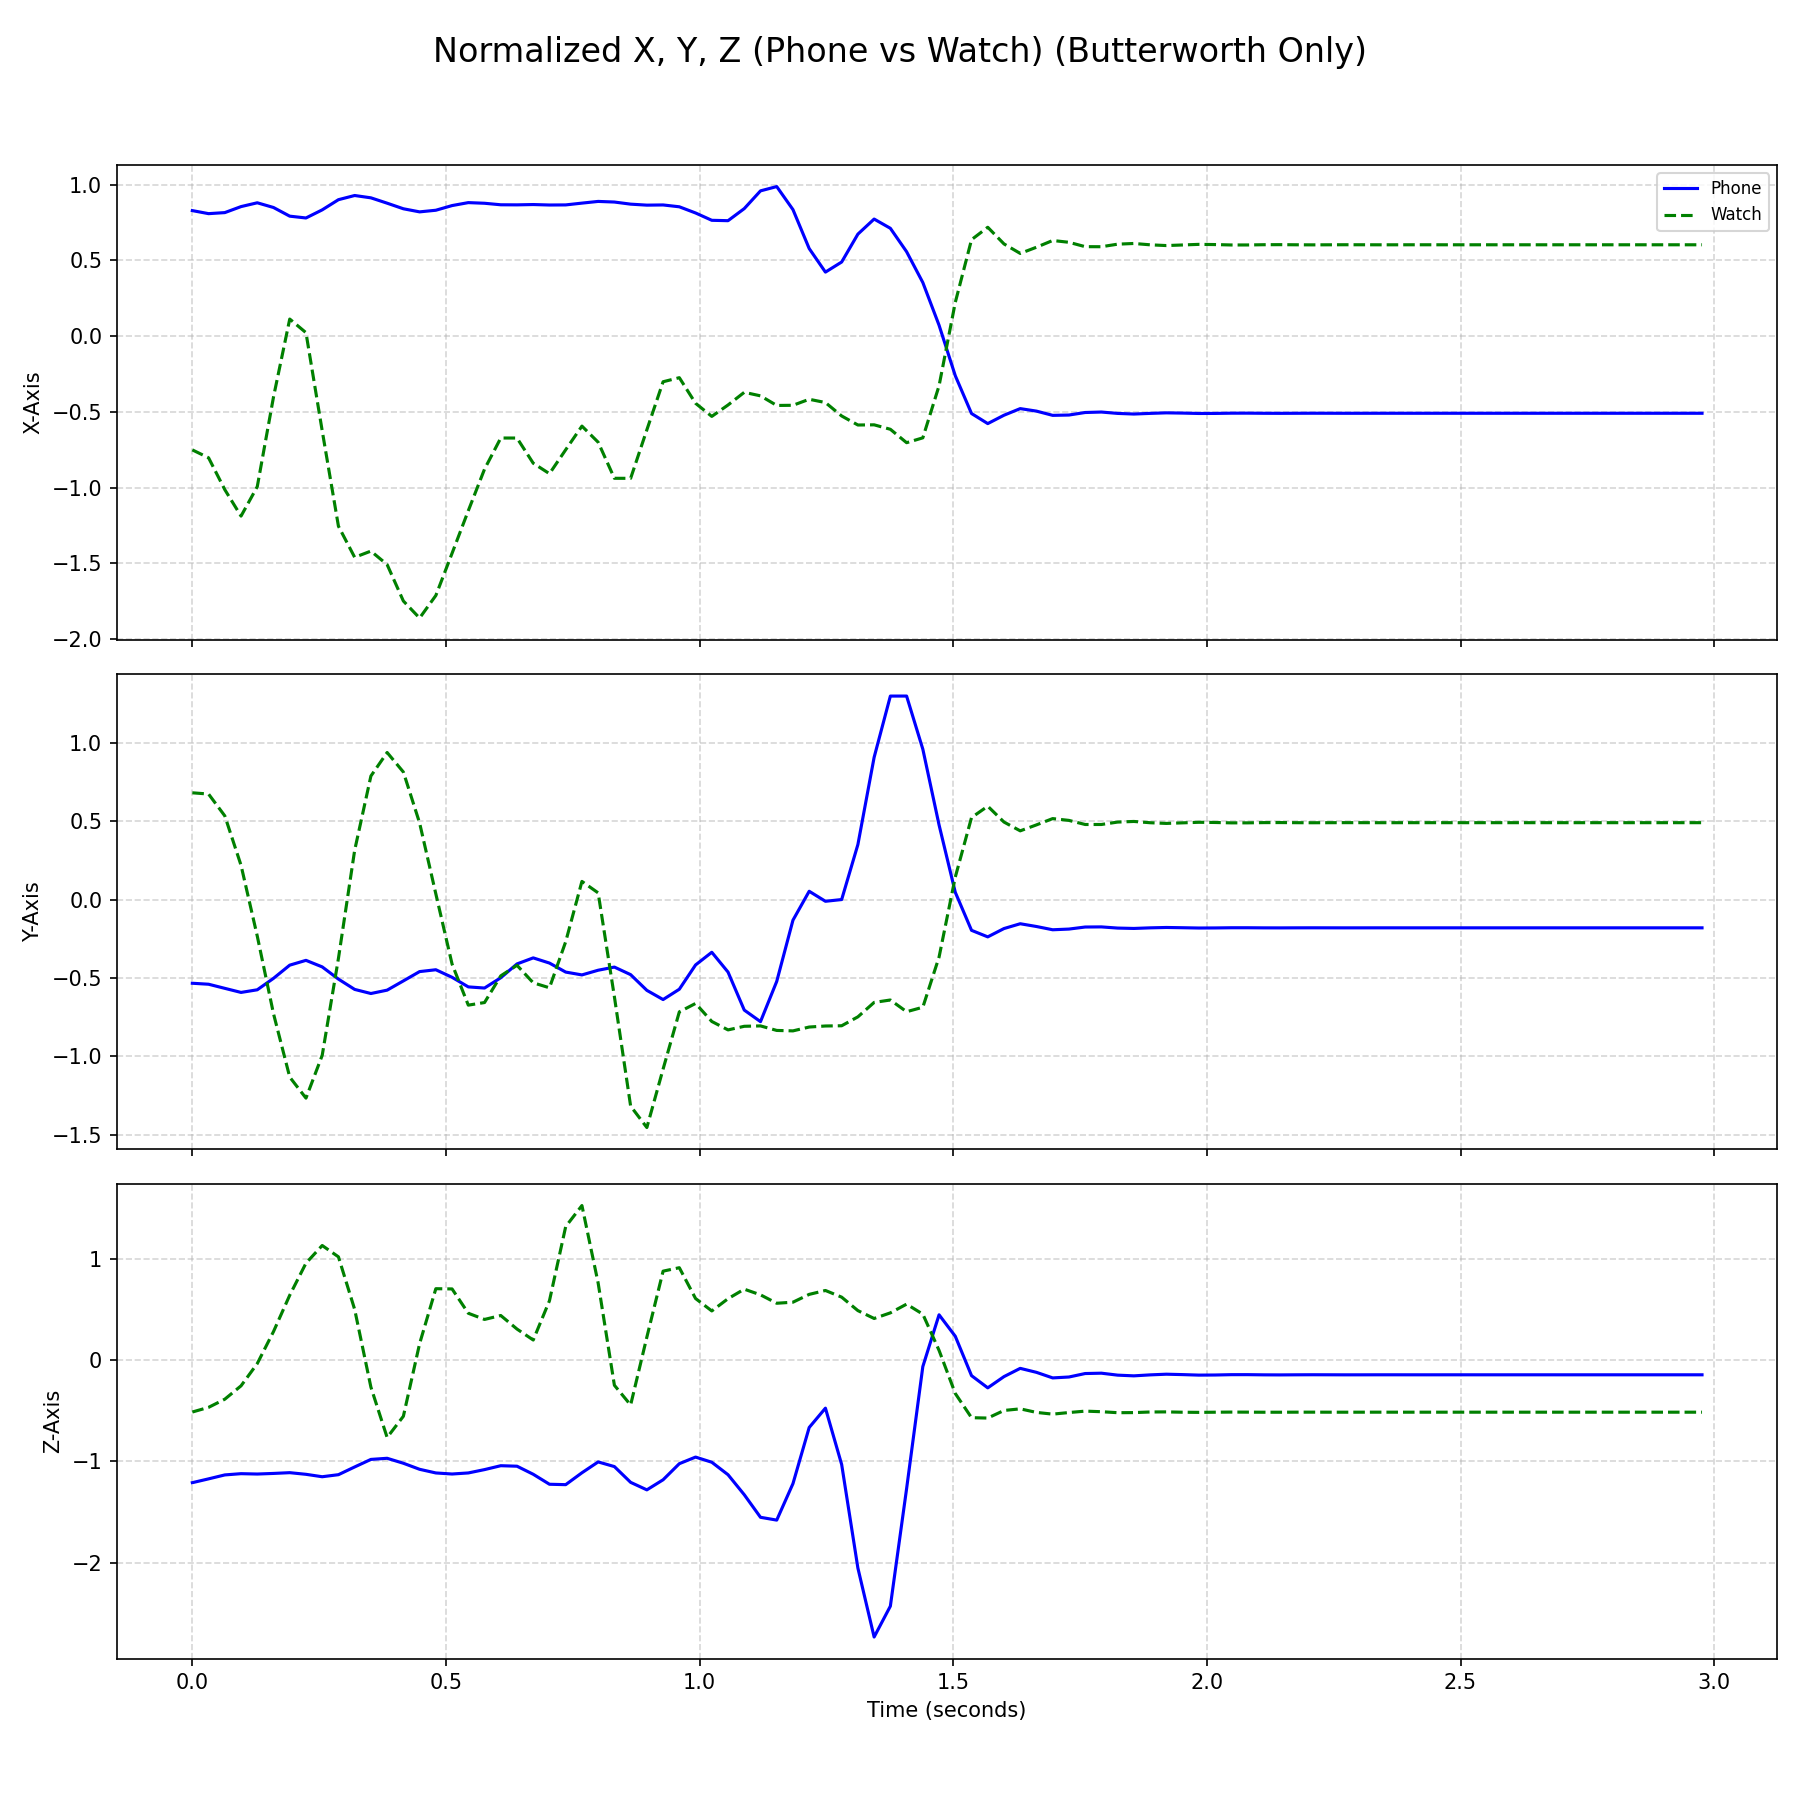 Normalized X, Y, Z (Phone vs Watch) (Butterworth Only)
Phone
Watch
1.0
0.5
0.0
−0.5
−1.0
−1.5
−2.0
X-Axis
1.0
0.5
0.0
−0.5
−1.0
−1.5
Y-Axis
1
0
−1
−2
Z-Axis
0.0 0.5 1.0 1.5 2.0 2.5 3.0
Time (seconds)